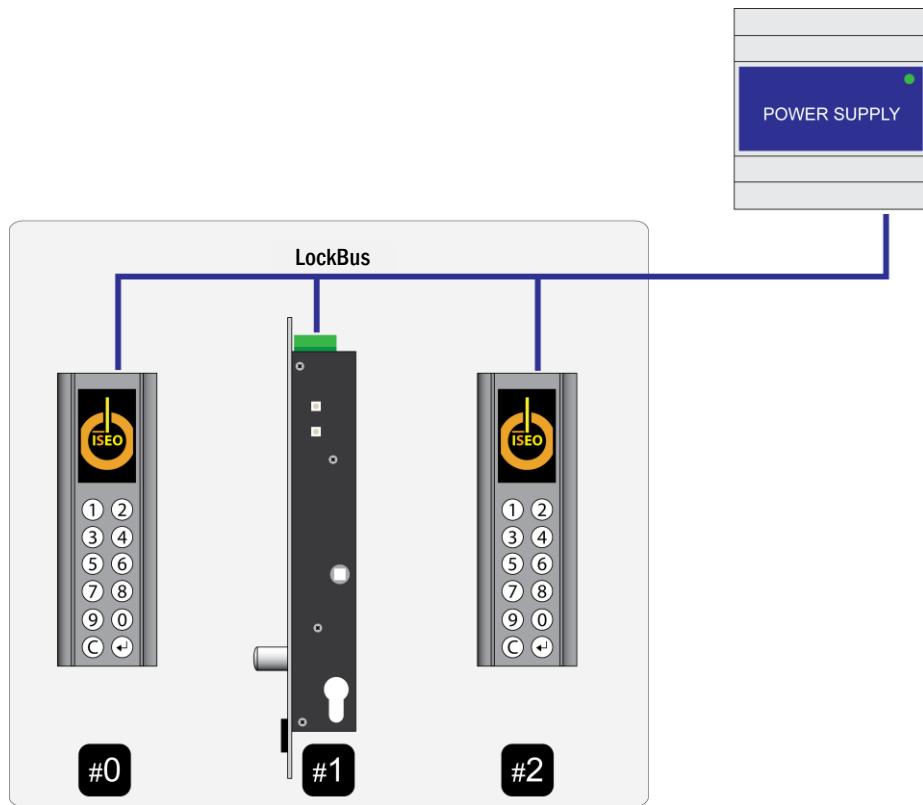 POWER SUPPLY
LockBus
ISEO
1 2
3 4
5 6
7 8
9 0
C ↵
ISEO
1 2
3 4
5 6
7 8
9 0
C ↵
#0
#1
#2